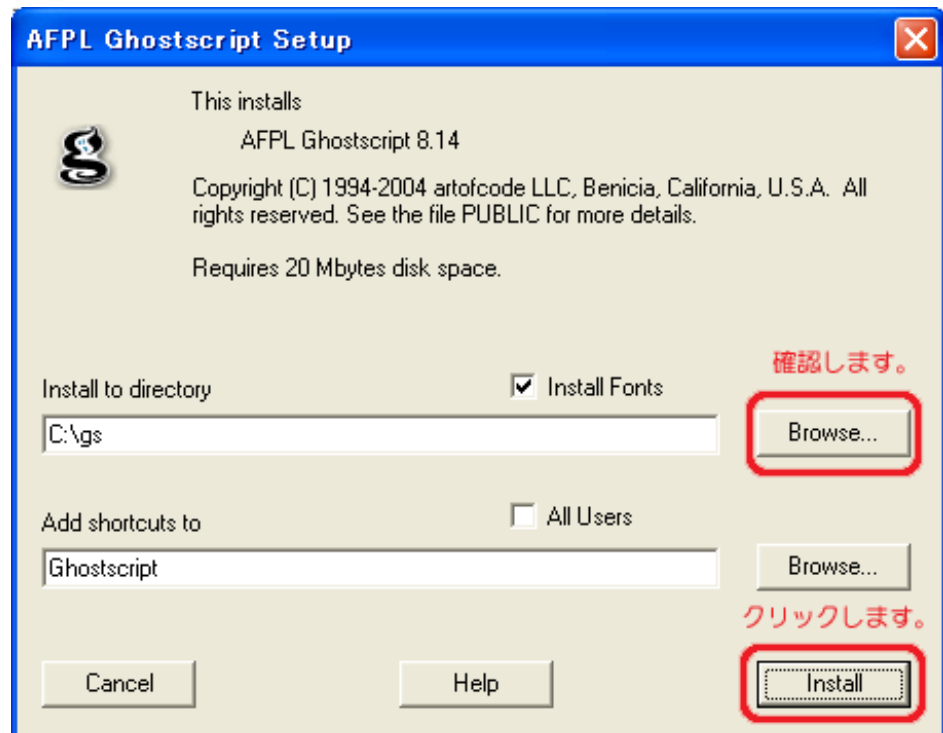 AFPL Ghostscript Setup
This installs
AFPL Ghostscript 8.14
Copyright (C) 1994-2004 artofcode LLC, Benicia, California, U.S.A. All
rights reserved. See the file PUBLIC for more details.
Requires 20 Mbytes disk space.
確認します。
Install to directory
Install Fonts
C:\gs
Browse...
Add shortcuts to
All Users
Ghostscript
Browse...
クリックします。
Cancel
Help
Install